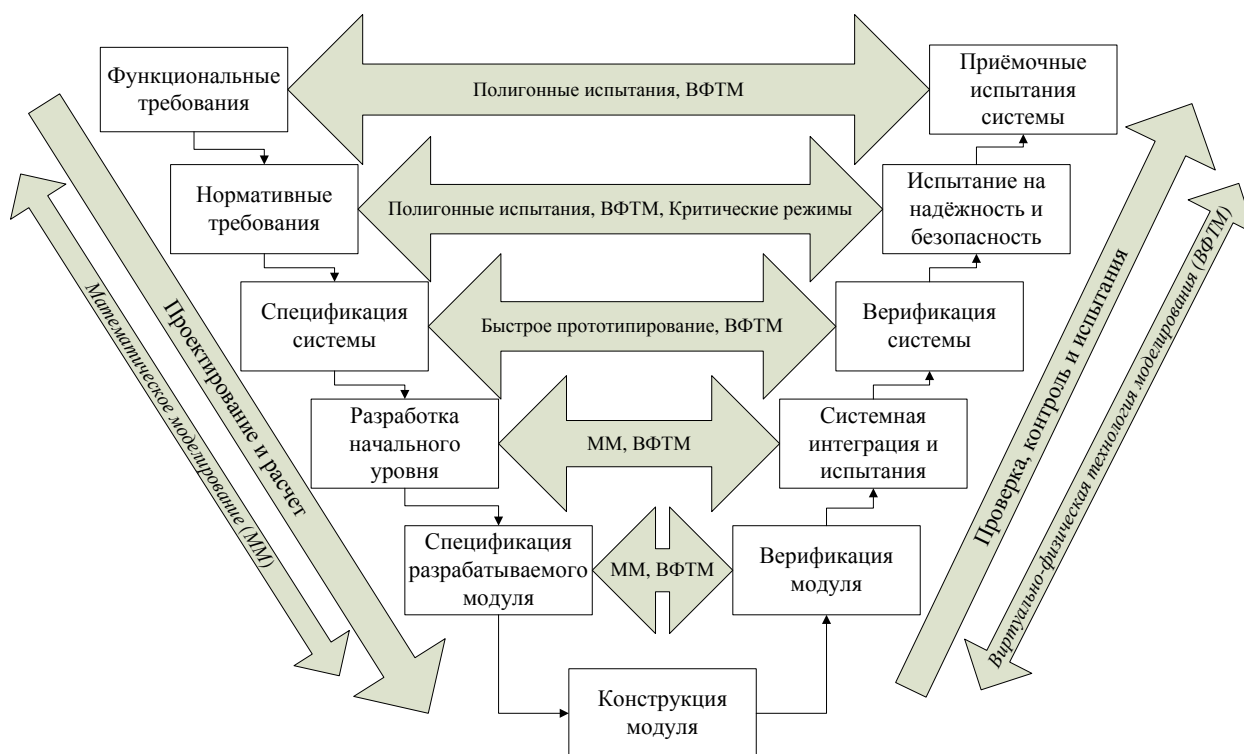 Функциональные
требования
Полигонные испытания, ВФТМ
Приёмочные
испытания
системы
Нормативные
требования
Полигонные испытания, ВФТМ, Критические режимы
Испытание на
надёжность и
безопасность
Спецификация
системы
Быстрое прототипирование, ВФТМ
Верификация
системы
Разработка
начального
уровня
ММ, ВФТМ
Системная
интеграция и
испытания
Спецификация
разрабатываемого
модуля
ММ, ВФТМ
Верификация
модуля
Конструкция
модуля
Проектирование и расчет
Математическое моделирование (ММ)
Проверка, контроль и испытания
Виртуально-физическая технология моделирования (ВФТМ)